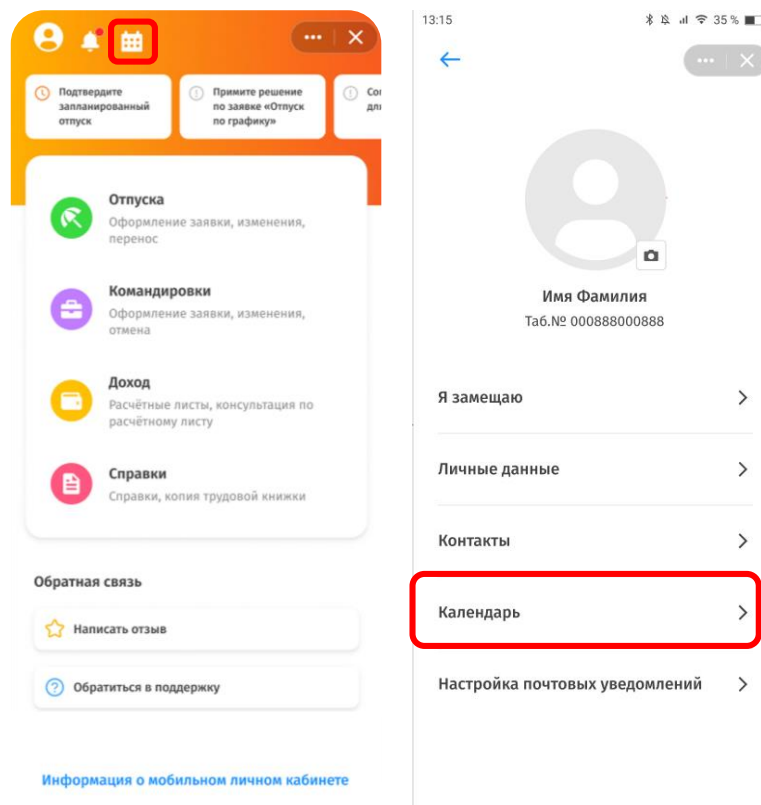 Подтвердите
запланированный
отпуск
Примите решение
по заявке «Отпуск
по графику»
Отпуска
Оформление заявки, изменения,
перенос
Командировки
Оформление заявки, изменения,
отмена
Доход
Расчётные листы, консультация по
расчётному листу
Справки
Справки, копия трудовой книжки
Обратная связь
Написать отзыв
Обратиться в поддержку
Информация о мобильном личном кабинете
13:15
35 %
Имя Фамилия
Таб.№ 000888000888
Я замещаю
Личные данные
Контакты
Календарь
Настройка почтовых уведомлений